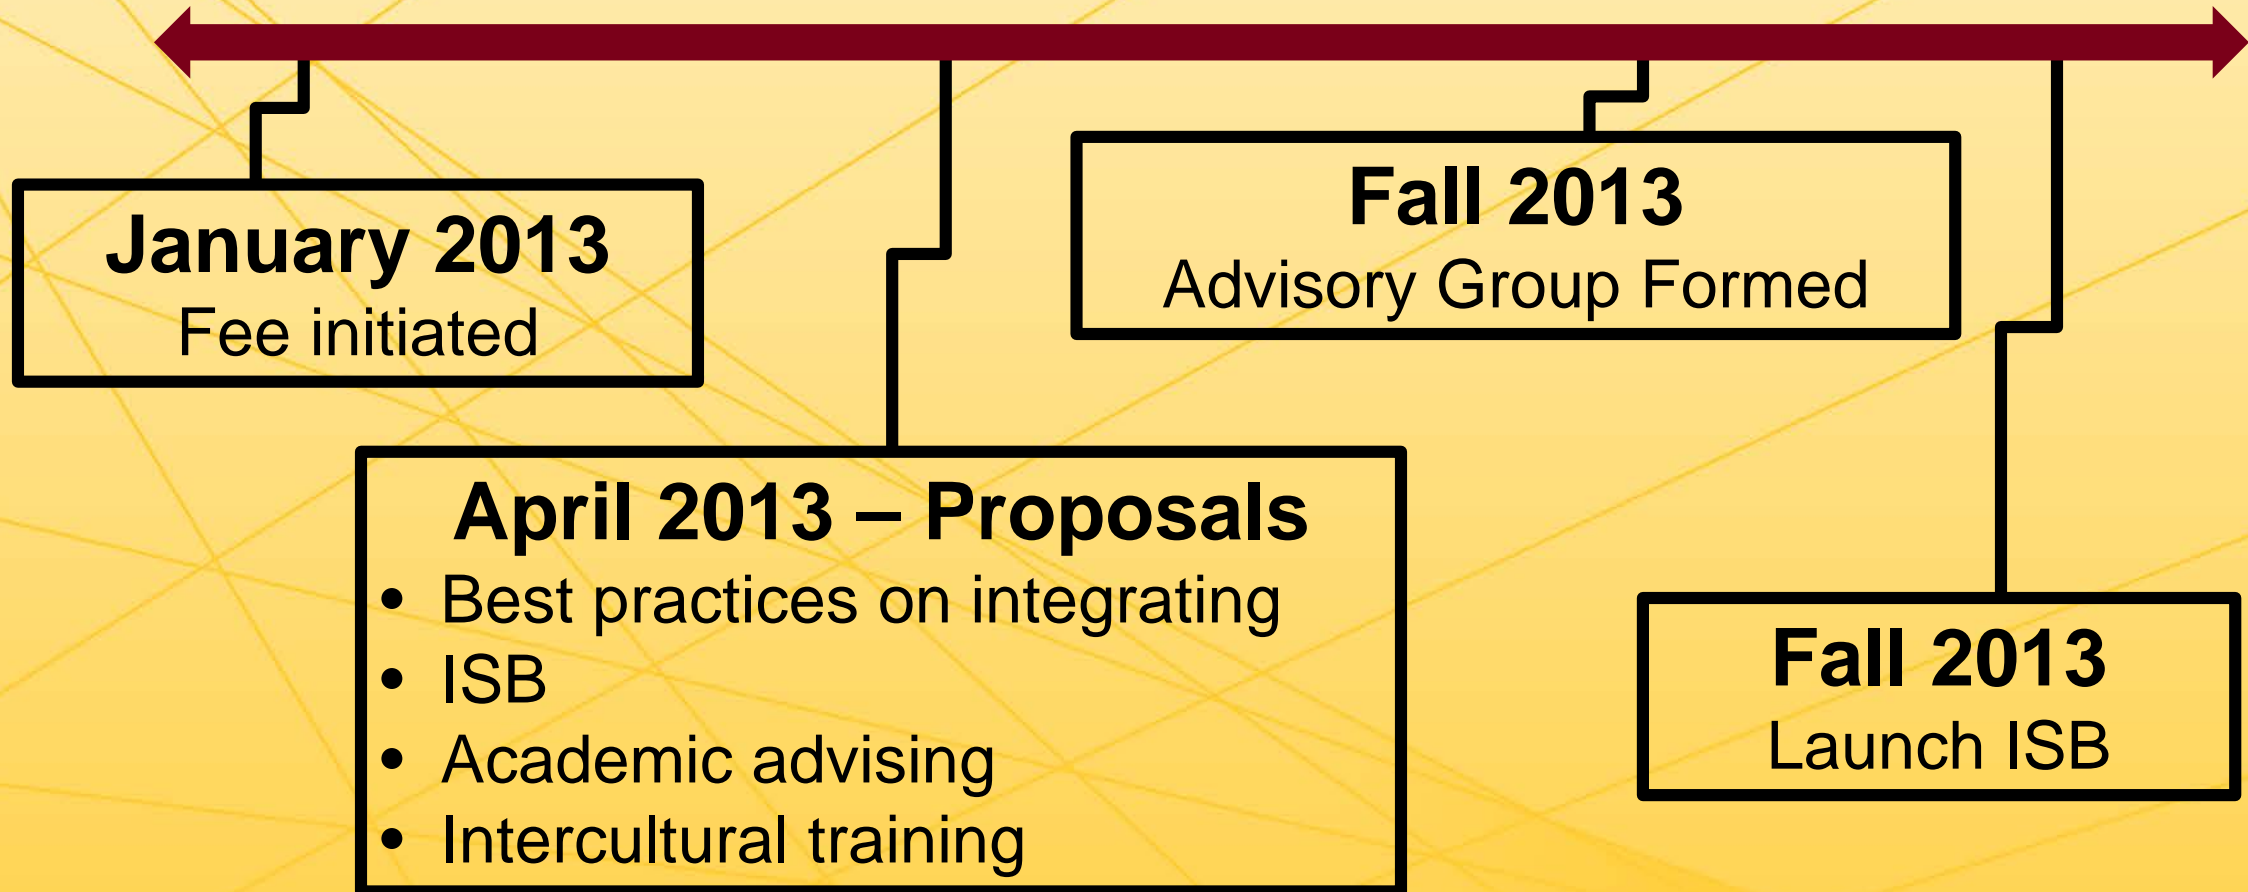 January 2013
Fee initiated
April 2013 – Proposals
• Best practices on integrating
• ISB
• Academic advising
• Intercultural training
Fall 2013
Advisory Group Formed
Fall 2013
Launch ISB